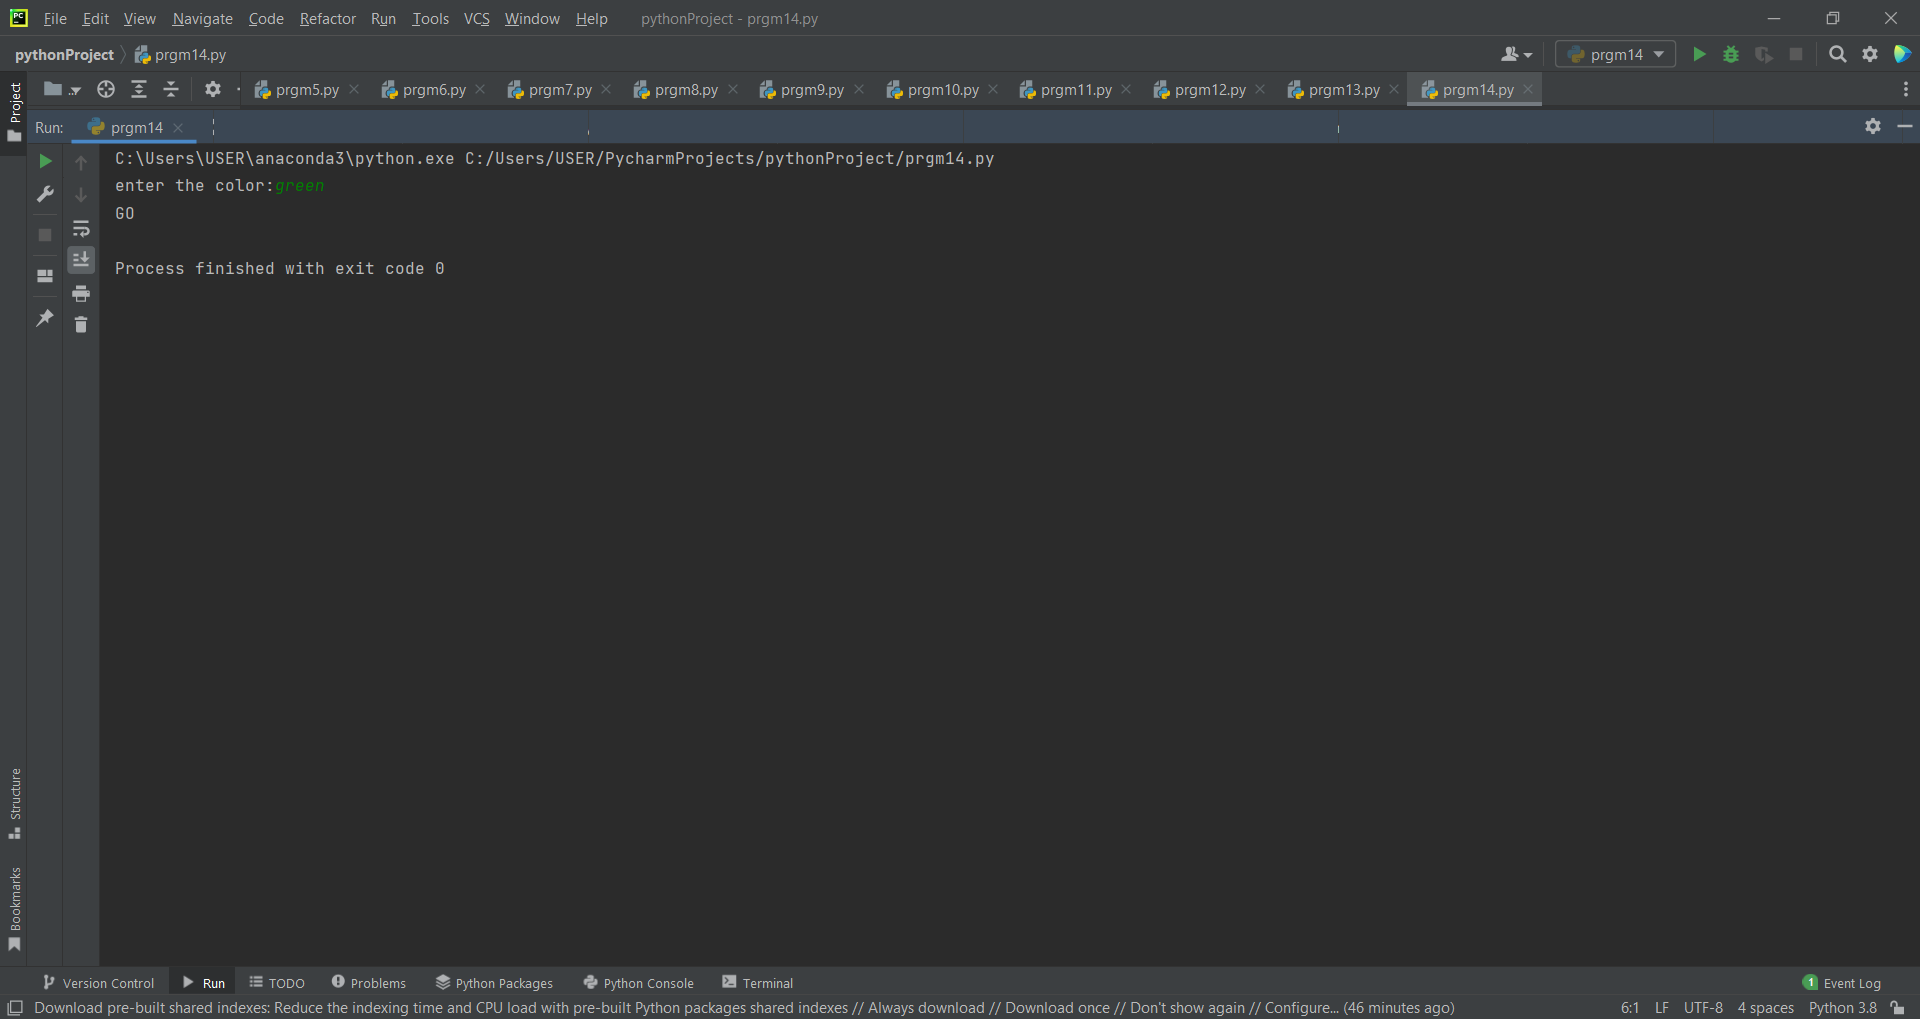 File Edit View Navigate Code Refactor Run Tools VCS Window Help pythonProject - prgm14.py
pythonProject prgm14.py prgm14
prgm5.py prgm6.py prgm7.py prgm8.py prgm9.py prgm10.py prgm11.py prgm12.py prgm13.py prgm14.py
Project
Run: prgm14
C:\Users\USER\anaconda3\python.exe C:/Users/USER/PycharmProjects/pythonProject/prgm14.py
enter the color:green
GO
Process finished with exit code 0
Structure
Bookmarks
Version Control Run TODO Problems Python Packages Python Console Terminal 1 Event Log
Download pre-built shared indexes: Reduce the indexing time and CPU load with pre-built Python packages shared indexes // Always download // Download once // Don't show again // Configure... (46 minutes ago) 6:1 LF UTF-8 4 spaces Python 3.8